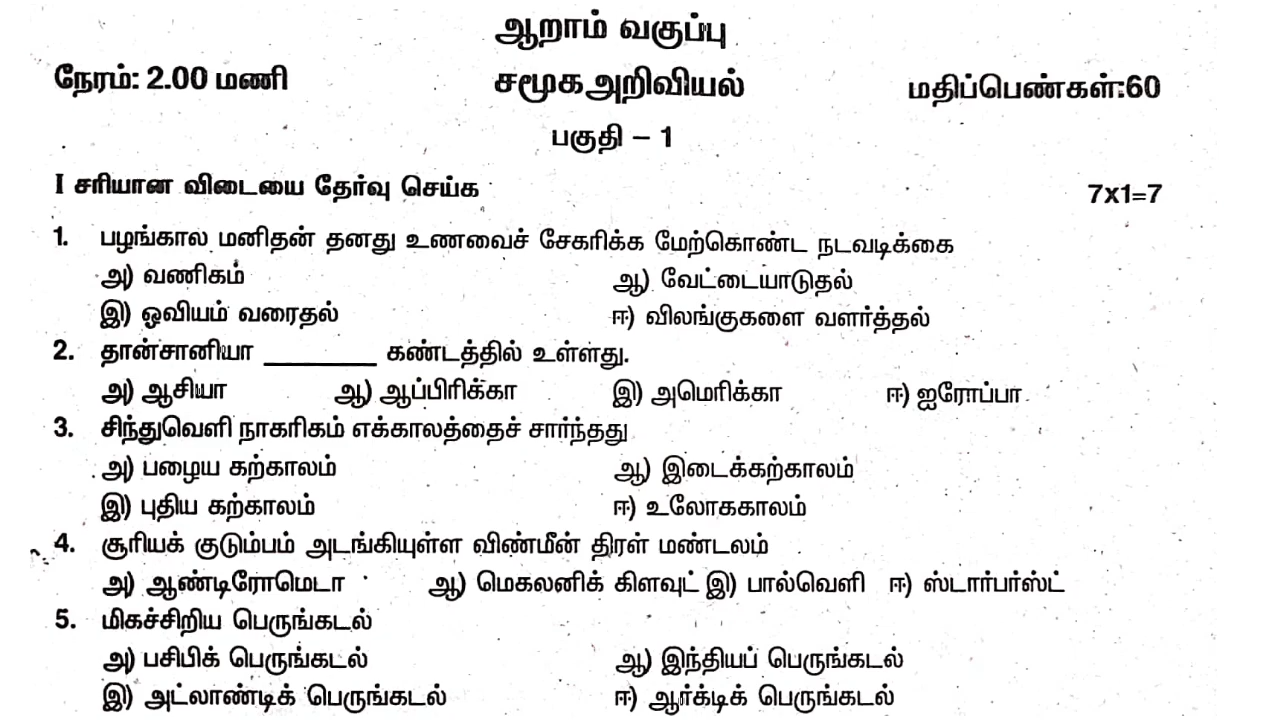 ஆறாம் வகுப்பு
நேரம்: 2.00 மணி சமூகஅறிவியல் மதிப்பெண்கள்:60
பகுதி – 1
I சரியான விடையை தேர்வு செய்க 7X1=7
1. பழங்கால மனிதன் தனது உணவைச் சேகரிக்க மேற்கொண்ட நடவடிக்கை
அ) வணிகம் ஆ) வேட்டையாடுதல்
இ) ஓவியம் வரைதல் ஈ) விலங்குகளை வளர்த்தல்
2. தான்சானியா ________ கண்டத்தில் உள்ளது.
அ) ஆசியா ஆ) ஆப்பிரிக்கா இ) அமெரிக்கா ஈ) ஐரோப்பா
3. சிந்துவெளி நாகரிகம் எக்காலத்தைச் சார்ந்தது
அ) பழைய கற்காலம் ஆ) இடைக்கற்காலம்
இ) புதிய கற்காலம் ஈ) உலோககாலம்
4. சூரியக் குடும்பம் அடங்கியுள்ள விண்மீன் திரள் மண்டலம்
அ) ஆண்டிரோமெடா ஆ) மெகலனிக் கிளவுட் இ) பால்வெளி ஈ) ஸ்டார்பர்ஸ்ட்
5. மிகச்சிறிய பெருங்கடல்
அ) பசிபிக் பெருங்கடல் ஆ) இந்தியப் பெருங்கடல்
இ) அட்லாண்டிக் பெருங்கடல் ஈ) ஆர்க்டிக் பெருங்கடல்